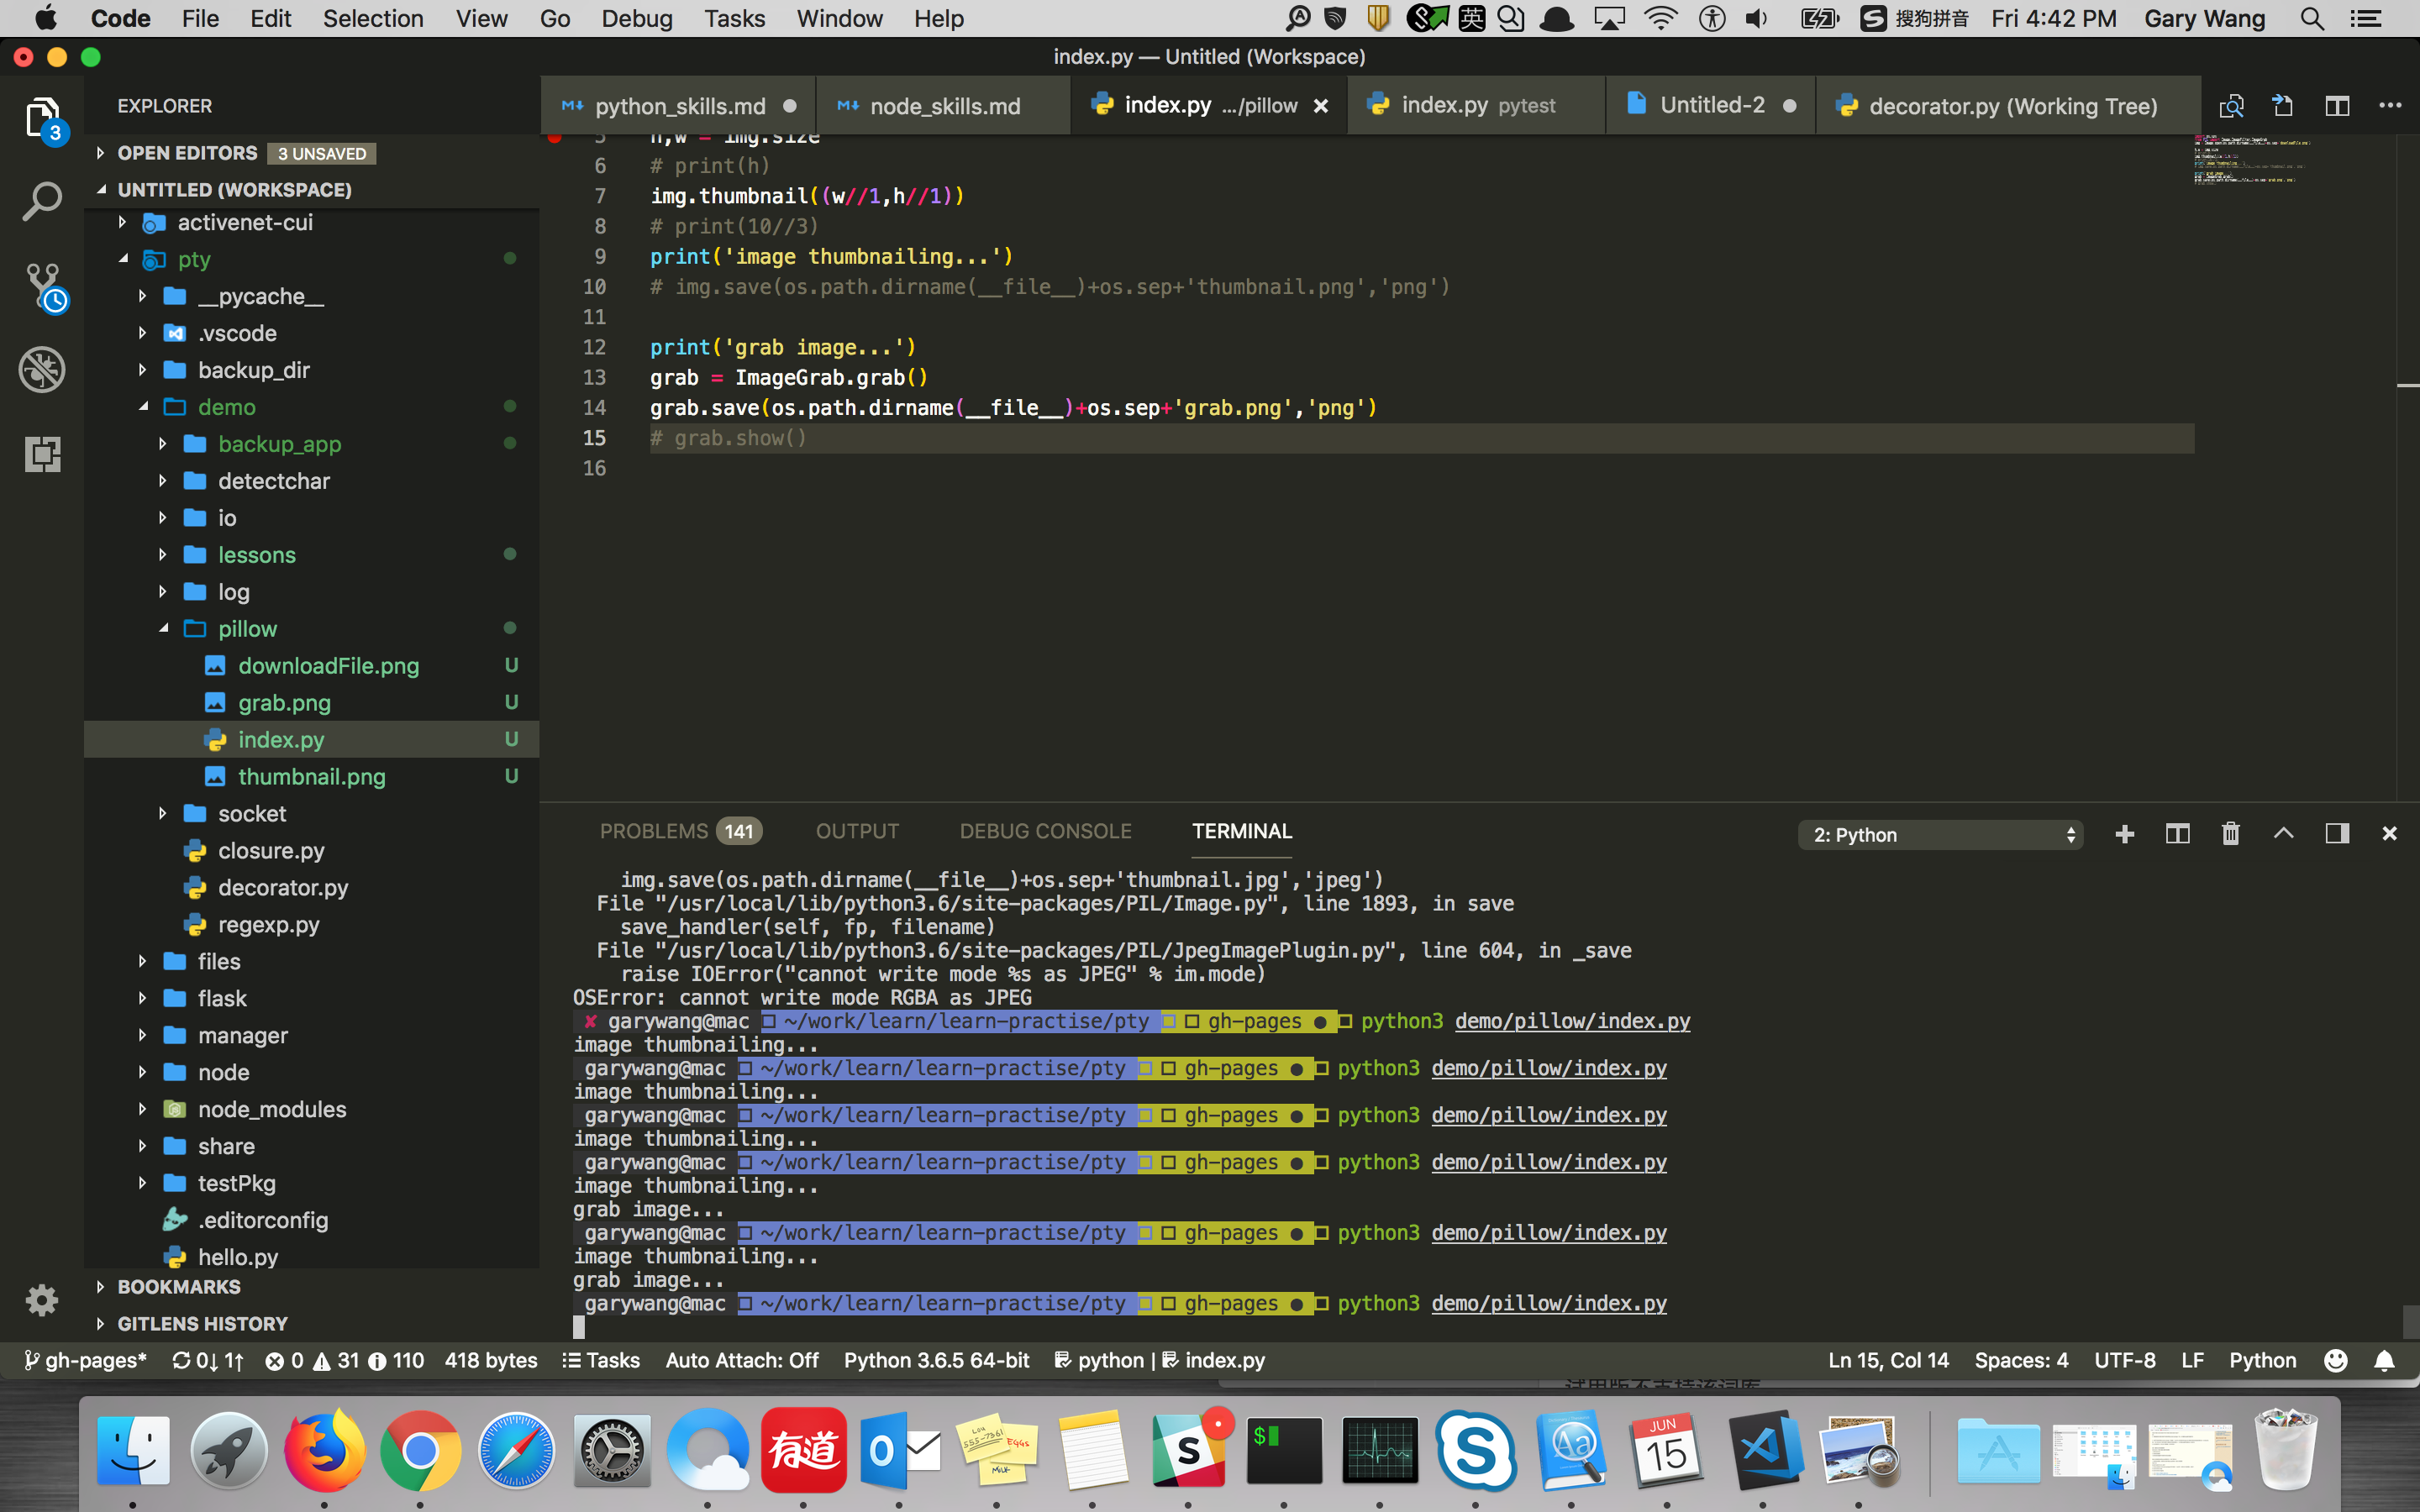 Code File Edit Selection View Go Debug Tasks Window Help
英 搜狗拼音 Fri 4:42 PM Gary Wang
index.py — Untitled (Workspace)
EXPLORER
3
OPEN EDITORS 3 UNSAVED
UNTITLED (WORKSPACE)
activenet-cui
pty
__pycache__
.vscode
backup_dir
demo
backup_app
detectchar
io
lessons
log
pillow
downloadFile.png U
grab.png U
index.py U
thumbnail.png U
socket
closure.py
decorator.py
regexp.py
files
flask
manager
node
node_modules
share
testPkg
.editorconfig
hello.py
BOOKMARKS
GITLENS HISTORY
python_skills.md node_skills.md index.py .../pillow index.py pytest Untitled-2 decorator.py (Working Tree)
5 h,w = img.size
6 # print(h)
7 img.thumbnail((w//1,h//1))
8 # print(10//3)
9 print('image thumbnailing...')
10 # img.save(os.path.dirname(__file__)+os.sep+'thumbnail.png','png')
11
12 print('grab image...')
13 grab = ImageGrab.grab()
14 grab.save(os.path.dirname(__file__)+os.sep+'grab.png','png')
15 # grab.show()
16
PROBLEMS 141 OUTPUT DEBUG CONSOLE TERMINAL 2: Python
img.save(os.path.dirname(__file__)+os.sep+'thumbnail.jpg','jpeg')
File "/usr/local/lib/python3.6/site-packages/PIL/Image.py", line 1893, in save
save_handler(self, fp, filename)
File "/usr/local/lib/python3.6/site-packages/PIL/JpegImagePlugin.py", line 604, in _save
raise IOError("cannot write mode %s as JPEG" % im.mode)
OSError: cannot write mode RGBA as JPEG
✘ garywang@mac ~/work/learn/learn-practise/pty gh-pages ● python3 demo/pillow/index.py
image thumbnailing...
garywang@mac ~/work/learn/learn-practise/pty gh-pages ● python3 demo/pillow/index.py
image thumbnailing...
garywang@mac ~/work/learn/learn-practise/pty gh-pages ● python3 demo/pillow/index.py
image thumbnailing...
garywang@mac ~/work/learn/learn-practise/pty gh-pages ● python3 demo/pillow/index.py
image thumbnailing...
grab image...
garywang@mac ~/work/learn/learn-practise/pty gh-pages ● python3 demo/pillow/index.py
image thumbnailing...
grab image...
garywang@mac ~/work/learn/learn-practise/pty gh-pages ● python3 demo/pillow/index.py
gh-pages* 0↓ 1↑ 0 31 110 418 bytes Tasks Auto Attach: Off Python 3.6.5 64-bit python | index.py Ln 15, Col 14 Spaces: 4 UTF-8 LF Python
有道
JUN
15